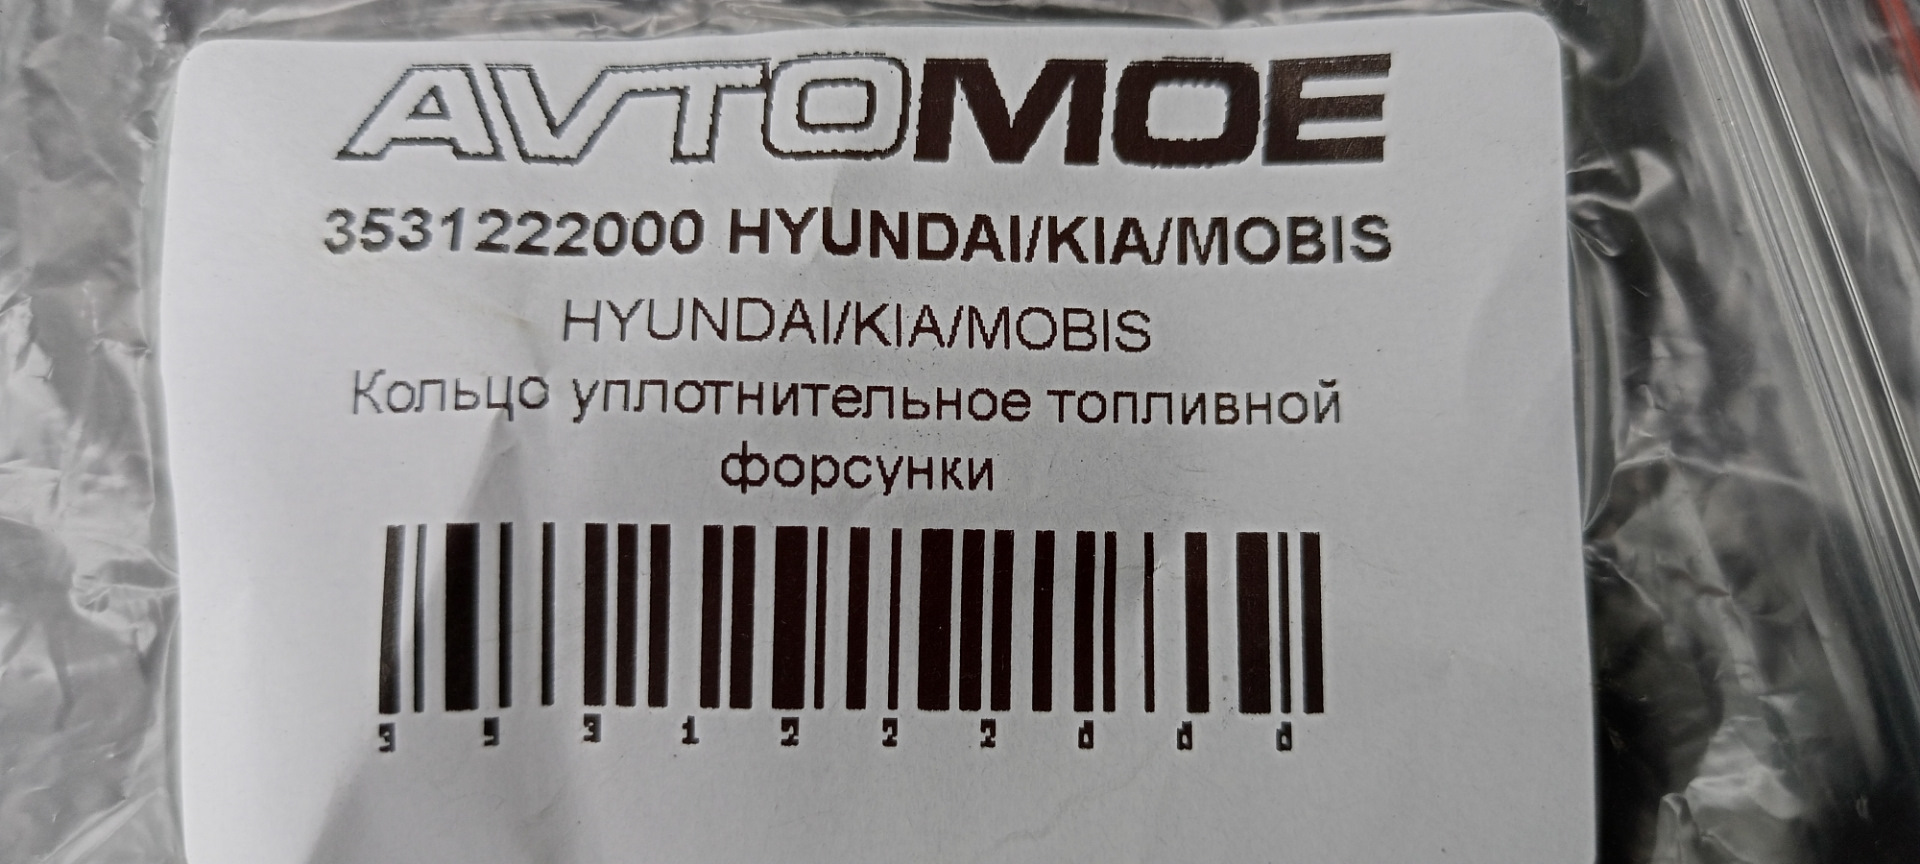 AVTOMOE
3531222000 HYUNDAI/KIA/MOBIS
HYUNDAI/KIA/MOBIS
Кольцо уплотнительное топливной
форсунки
3531222000